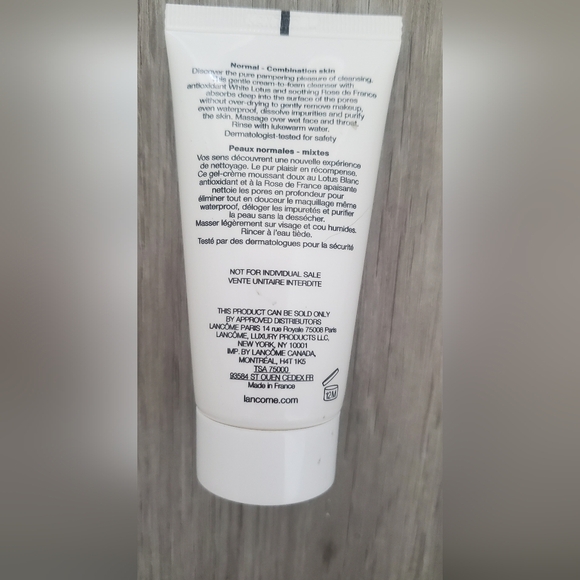 Normal - Combination skin
Discover the pure pampering pleasure of cleansing.
This gentle cream-to-foam cleanser with
antioxidant White Lotus and soothing Rose de France
absorbs deep into the surface of the pores
without over-drying to gently remove makeup,
even waterproof, dissolve impurities and purify
the skin. Massage over wet face and throat.
Rinse with lukewarm water.
Dermatologist-tested for safety
Peaux normales - mixtes
Vos sens découvrent une nouvelle expérience
de nettoyage. Le pur plaisir en récompense.
Ce gel-crème moussant doux au Lotus Blanc
antioxidant et à la Rose de France apaisante
nettoie les pores en profondeur pour
éliminer tout en douceur le maquillage même
waterproof, déloger les impuretés et purifier
la peau sans la dessécher.
Masser légèrement sur visage et cou humides.
Rincer à l'eau tiède.
Testé par des dermatologues pour la sécurité
NOT FOR INDIVIDUAL SALE
VENTE UNITAIRE INTERDITE
THIS PRODUCT CAN BE SOLD ONLY
BY APPROVED DISTRIBUTORS
LANCÔME PARIS 14 rue Royale 75008 Paris
LANCÔME, LUXURY PRODUCTS LLC,
NEW YORK, NY 10001
IMP. BY LANCÔME CANADA,
MONTRÉAL, H4T 1K5
TSA 75000
93584 ST OUEN CEDEX FR
Made in France
12M
lancome.com